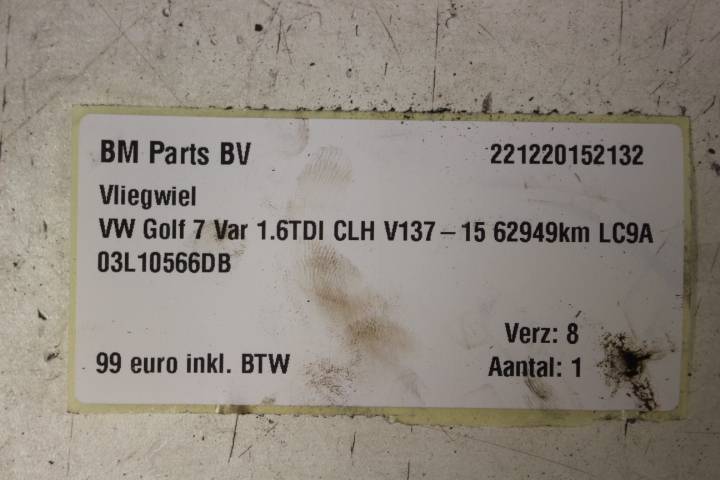 BM Parts BV 221220152132
Vliegwiel
VW Golf 7 Var 1.6TDI CLH V137-15 62949km LC9A
03L10566DB
Verz: 8
99 euro inkl. BTW Aantal: 1